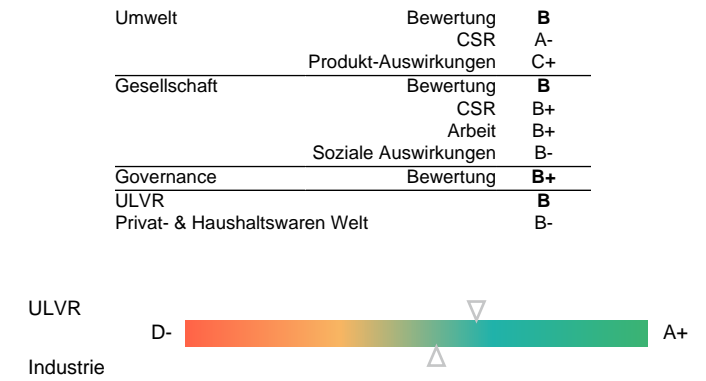 Umwelt Bewertung B
CSR A-
Produkt-Auswirkungen C+
Gesellschaft Bewertung B
CSR B+
Arbeit B+
Soziale Auswirkungen B-
Governance Bewertung B+
ULVR B
Privat- & Haushaltswaren Welt B-
ULVR
D- A+
Industrie